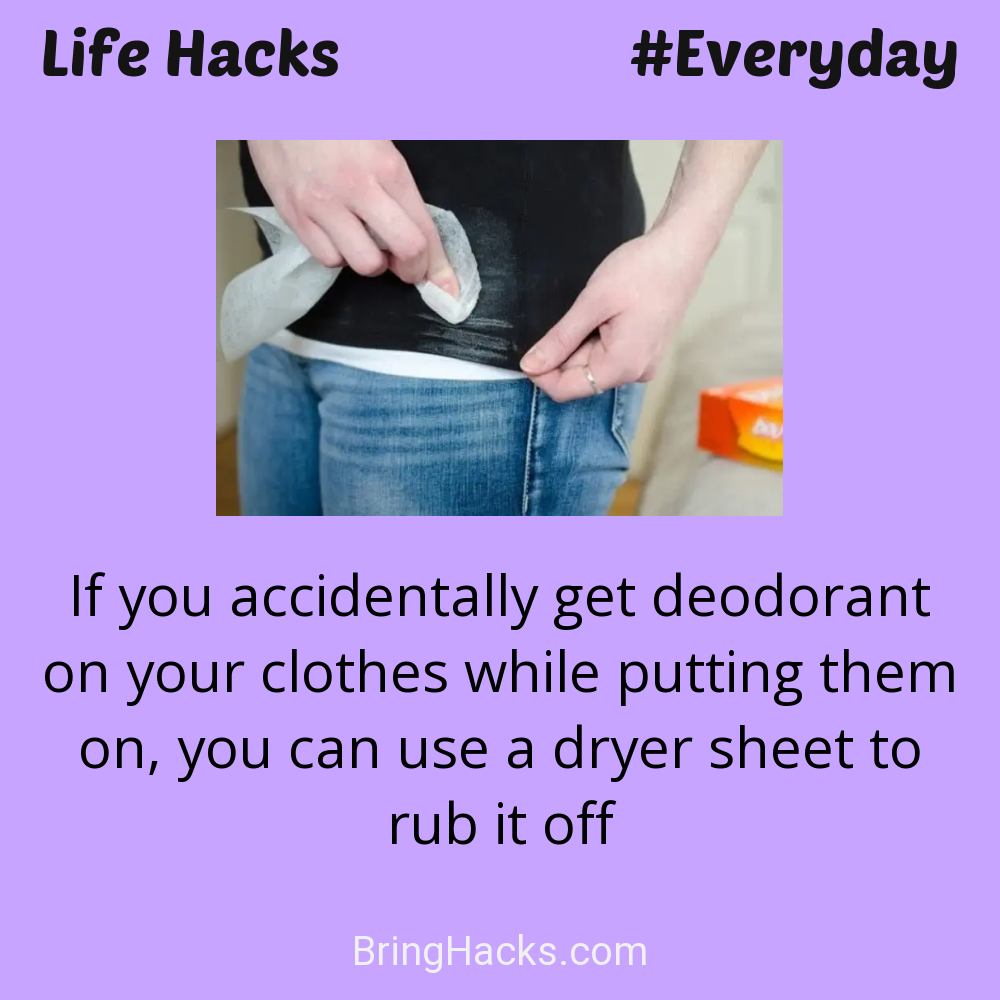 Life Hacks #Everyday
If you accidentally get deodorant
on your clothes while putting them
on, you can use a dryer sheet to
rub it off
BringHacks.com